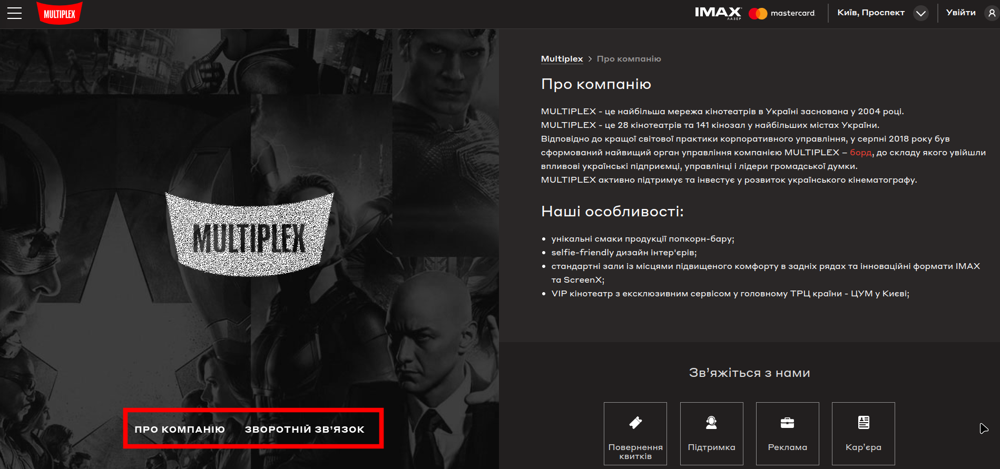 MULTIPLEX
IMAX
ЛАЗЕР
mastercard
Київ, Проспект
Увійти
MULTIPLEX
ПРО КОМПАНІЮ
ЗВОРОТНІЙ ЗВ'ЯЗОК
Multiplex > Про компанію
Про компанію
MULTIPLEX - це найбільша мережа кінотеатрів в Україні заснована у 2004 році.
MULTIPLEX - це 28 кінотеатрів та 141 кінозал у найбільших містах України.
Відповідно до кращої світової практики корпоративного управління, у серпні 2018 року був
сформований найвищий орган управління компанією MULTIPLEX – борд, до складу якого увійшли
впливові українські підприємці, управлінці і лідери громадської думки.
MULTIPLEX активно підтримує та інвестує у розвиток українського кінематографу.
Наші особливості:
• унікальні смаки продукції попкорн-бару;
• selfie-friendly дизайн інтер'єрів;
• стандартні зали із місцями підвищеного комфорту в задніх рядах та інноваційні формати IMAX
та ScreenX;
• VIP кінотеатр з ексклюзивним сервісом у головному ТРЦ країни - ЦУМ у Києві;
Зв'яжіться з нами
Повернення
квитків
Підтримка
Реклама
Кар'єра